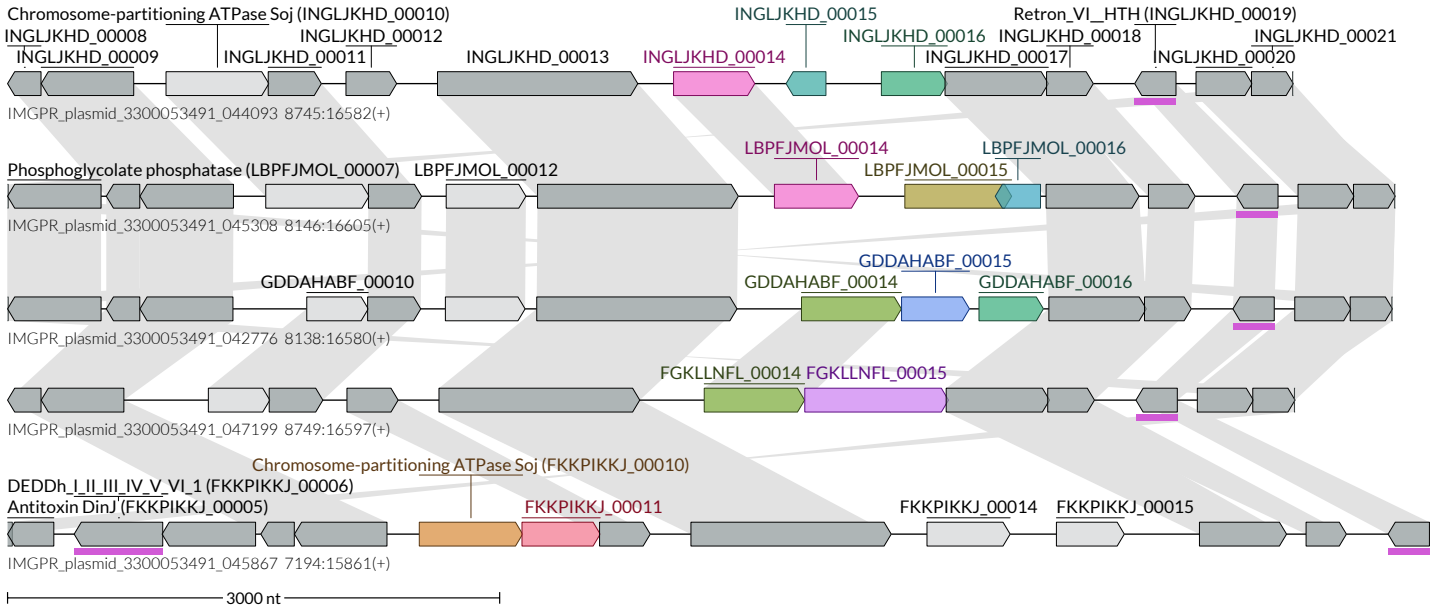 Chromosome-partitioning ATPase Soj (INGLJKHD_00010) INGLJKHD_00015 Retron_VI__HTH (INGLJKHD_00019)
INGLJKHD_00008 INGLJKHD_00012 INGLJKHD_00016 INGLJKHD_00018 INGLJKHD_00021
INGLJKHD_00009 INGLJKHD_00011 INGLJKHD_00013 INGLJKHD_00014 INGLJKHD_00017 INGLJKHD_00020
IMGPR_plasmid_3300053491_044093 8745:16582(+)
LBPFJMOL_00014 LBPFJMOL_00016
Phosphoglycolate phosphatase (LBPFJMOL_00007) LBPFJMOL_00012 LBPFJMOL_00015
IMGPR_plasmid_3300053491_045308 8146:16605(+)
GDDAHABF_00015
GDDAHABF_00010 GDDAHABF_00014 GDDAHABF_00016
IMGPR_plasmid_3300053491_042776 8138:16580(+)
FGKLLNFL_00014 FGKLLNFL_00015
IMGPR_plasmid_3300053491_047199 8749:16597(+)
Chromosome-partitioning ATPase Soj (FKKPIKKJ_00010)
DEDDh_I_II_III_IV_V_VI_1 (FKKPIKKJ_00006)
Antitoxin DinJ (FKKPIKKJ_00005) FKKPIKKJ_00011 FKKPIKKJ_00014 FKKPIKKJ_00015
IMGPR_plasmid_3300053491_045867 7194:15861(+)
3000 nt